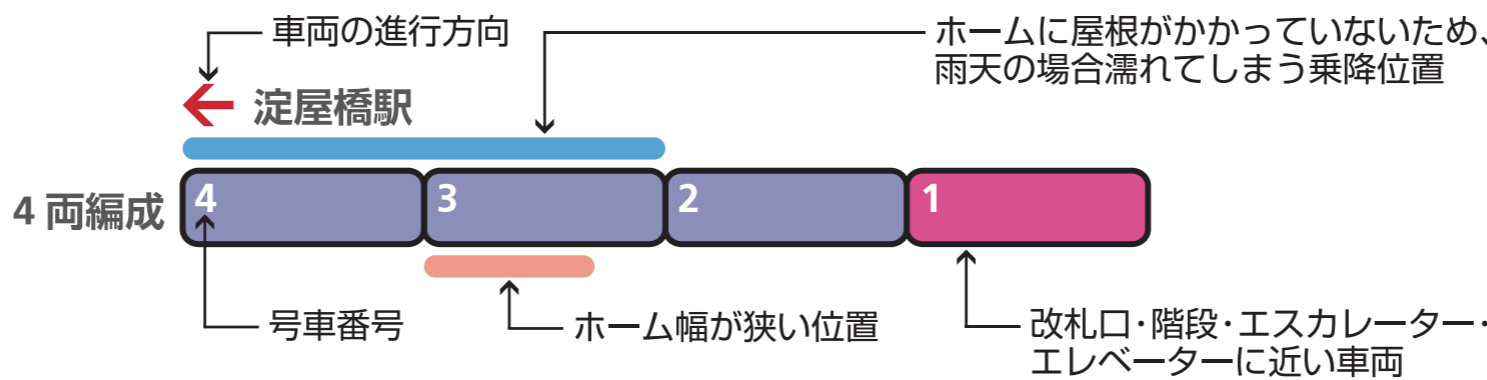 車両の進行方向
ホームに屋根がかかっていないため、
雨天の場合濡れてしまう乗降位置
淀屋橋駅
4両編成
4
3
2
1
号車番号
ホーム幅が狭い位置
改札口・階段・エスカレーター・
エレベーターに近い車両